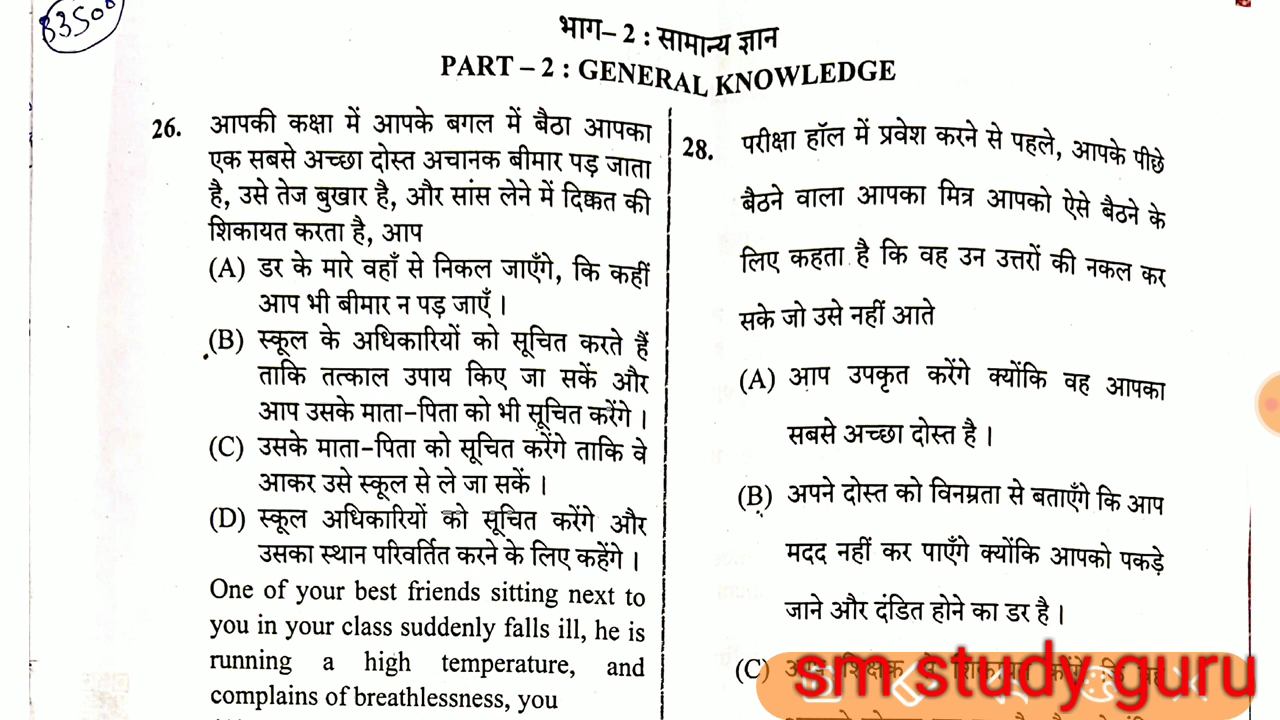 33500
भाग– 2 : सामान्य ज्ञान
PART – 2 : GENERAL KNOWLEDGE
26. आपकी कक्षा में आपके बगल में बैठा आपका
एक सबसे अच्छा दोस्त अचानक बीमार पड़ जाता
है, उसे तेज बुखार है, और सांस लेने में दिक्कत की
शिकायत करता है, आप
(A) डर के मारे वहाँ से निकल जाएँगे, कि कहीं
आप भी बीमार न पड़ जाएँ ।
(B) स्कूल के अधिकारियों को सूचित करते हैं
ताकि तत्काल उपाय किए जा सकें और
आप उसके माता-पिता को भी सूचित करेंगे ।
(C) उसके माता-पिता को सूचित करेंगे ताकि वे
आकर उसे स्कूल से ले जा सकें ।
(D) स्कूल अधिकारियों को सूचित करेंगे और
उसका स्थान परिवर्तित करने के लिए कहेंगे ।
One of your best friends sitting next to
you in your class suddenly falls ill, he is
running a high temperature, and
complains of breathlessness, you
28. परीक्षा हॉल में प्रवेश करने से पहले, आपके पीछे
बैठने वाला आपका मित्र आपको ऐसे बैठने के
लिए कहता है कि वह उन उत्तरों की नकल कर
सके जो उसे नहीं आते
(A) आप उपकृत करेंगे क्योंकि वह आपका
सबसे अच्छा दोस्त है ।
(B) अपने दोस्त को विनम्रता से बताएँगे कि आप
मदद नहीं कर पाएँगे क्योंकि आपको पकड़े
जाने और दंडित होने का डर है ।
(C)
sm study.guru